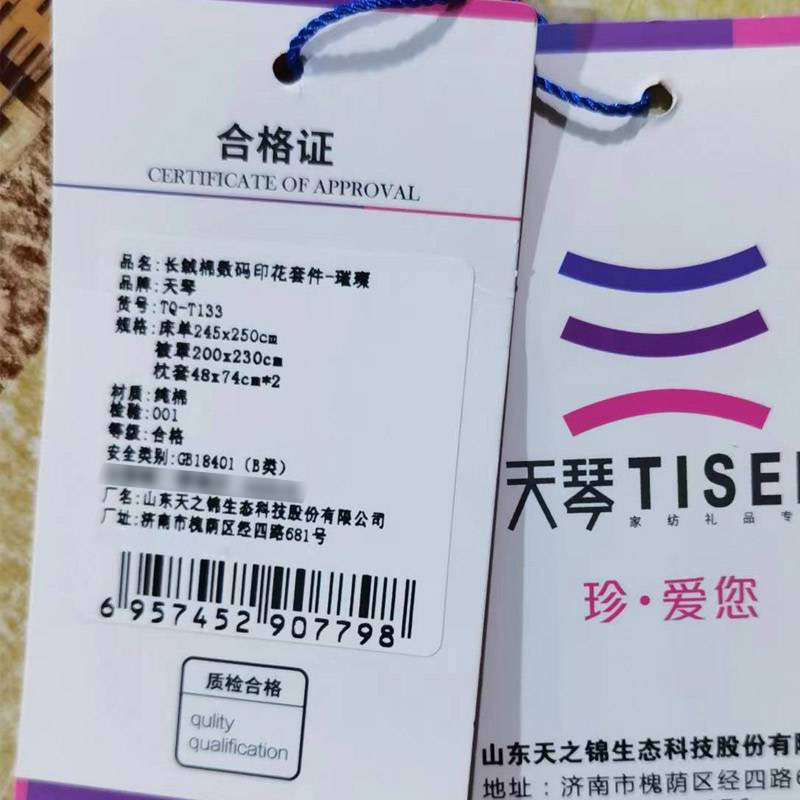 合格证
CERTIFICATE OF APPROVAL
品名:长绒棉数码印花套件-璀璨
品牌:天琴
货号:TQ-T133
规格:床单245x250cm
被罩200x230cm
枕套48x74cm*2
材质:纯棉
检验:001
等级:合格
安全类别:GB18401 (B类)
厂名:山东天之锦生态科技股份有限公司
厂址:济南市槐荫区经四路681号
6 957452 907798
质检合格
qulity
qualification
天琴TISE
家纺礼品专
珍·爱您
山东天之锦生态科技股份有
地址:济南市槐荫区经四路6